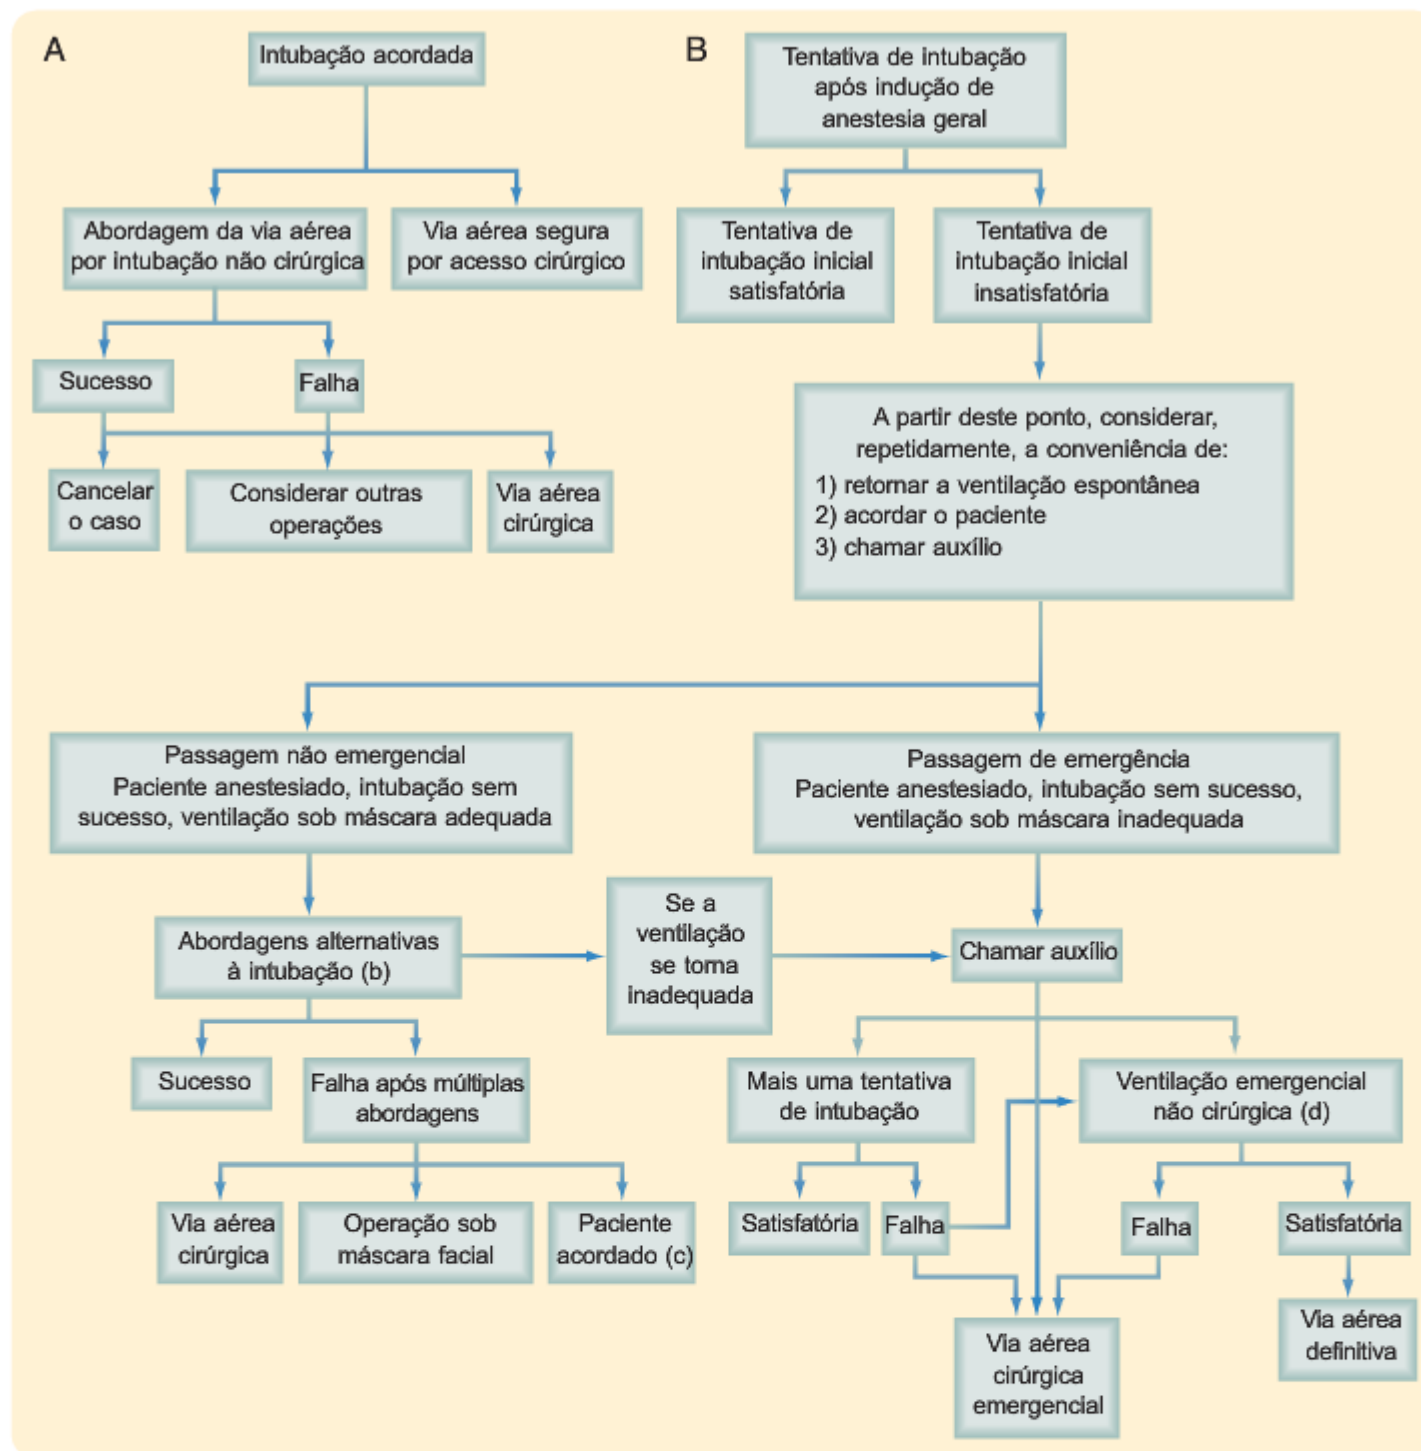 A
Intubação acordada
Abordagem da via aérea
por intubação não cirúrgica
Via aérea segura
por acesso cirúrgico
Sucesso
Falha
Cancelar
o caso
Considerar outras
operações
Via aérea
cirúrgica
B
Tentativa de intubação
após indução de
anestesia geral
Tentativa de
intubação inicial
satisfatória
Tentativa de
intubação inicial
insatisfatória
A partir deste ponto, considerar,
repetidamente, a conveniência de:
1) retornar a ventilação espontânea
2) acordar o paciente
3) chamar auxílio
Passagem não emergencial
Paciente anestesiado, intubação sem
sucesso, ventilação sob máscara adequada
Passagem de emergência
Paciente anestesiado, intubação sem sucesso,
ventilação sob máscara inadequada
Abordagens alternativas
à intubação (b)
Se a
ventilação
se torna
inadequada
Chamar auxílio
Sucesso
Falha após múltiplas
abordagens
Mais uma tentativa
de intubação
Ventilação emergencial
não cirúrgica (d)
Via aérea
cirúrgica
Operação sob
máscara facial
Paciente
acordado (c)
Satisfatória
Falha
Falha
Satisfatória
Via aérea
cirúrgica
emergencial
Via aérea
definitiva